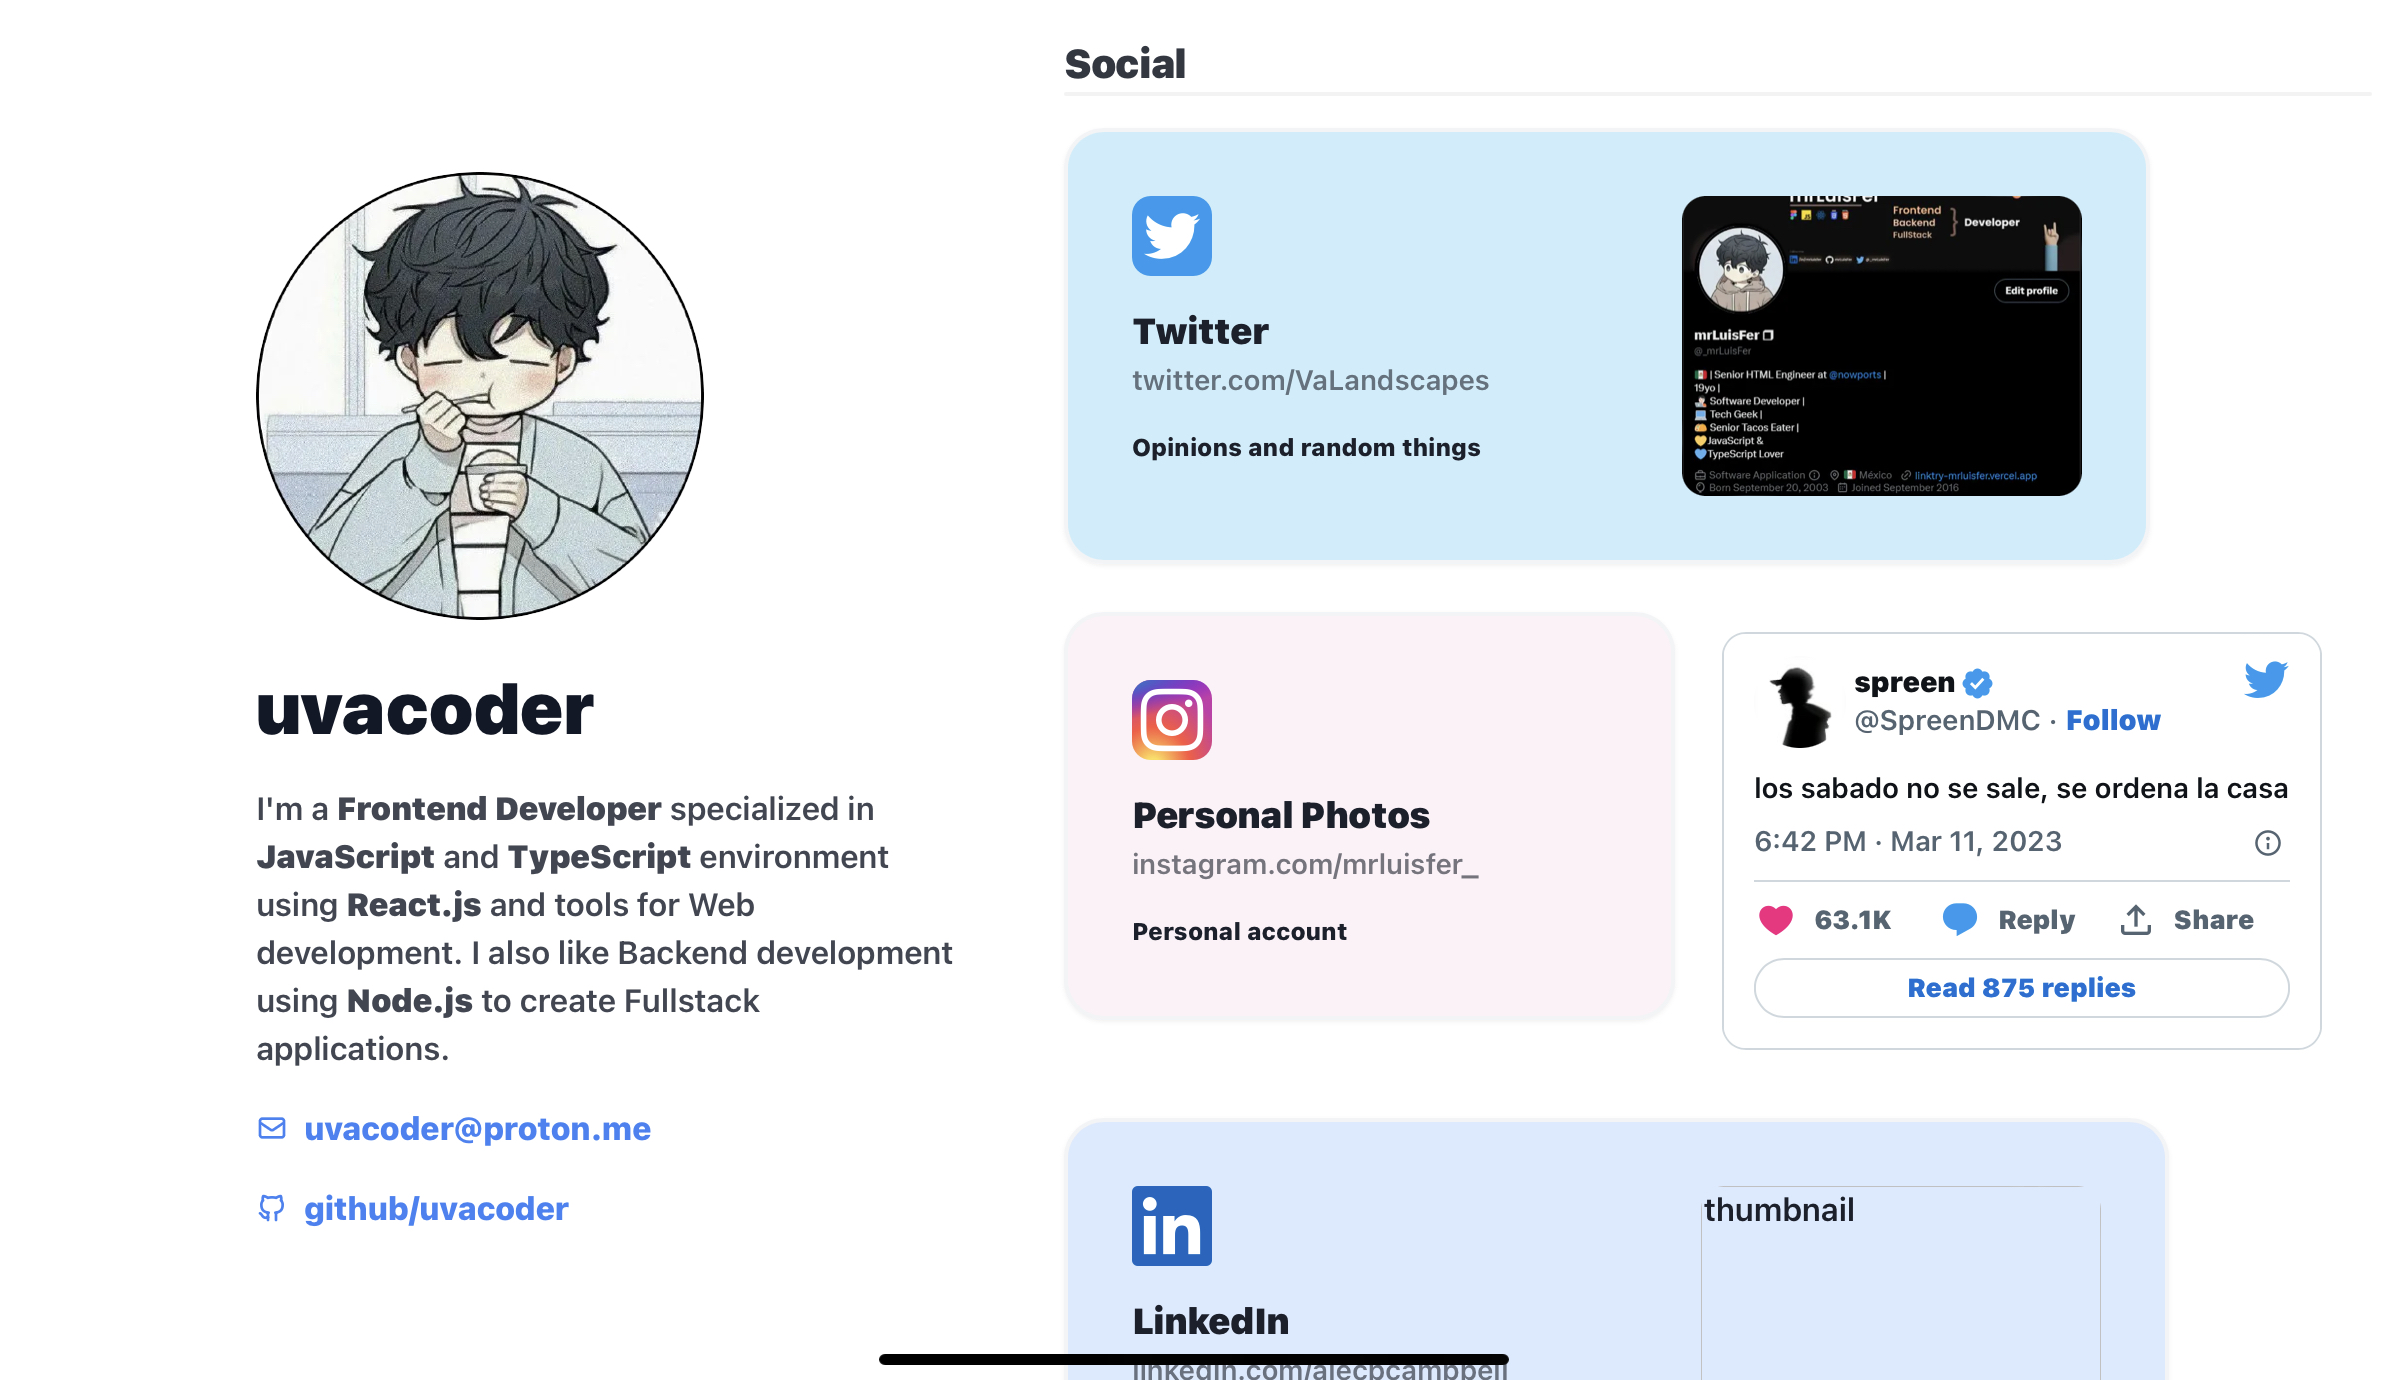 uvacoder
I'm a Frontend Developer specialized in
JavaScript and TypeScript environment
using React.js and tools for Web
development. I also like Backend development
using Node.js to create Fullstack
applications.
uvacoder@proton.me
github/uvacoder
Social
Twitter
twitter.com/VaLandscapes
Opinions and random things
mrLuisFer
Frontend
Backend
FullStack
Developer
Edit profile
mrLuisFer
@_mrLuisFer
| Senior HTML Engineer at @nowports |
19yo |
Software Developer |
Tech Geek |
Senior Tacos Eater |
JavaScript &
TypeScript Lover
Software Application México linktry-mrluisfer.vercel.app
Born September 20, 2003 Joined September 2016
Personal Photos
instagram.com/mrluisfer_
Personal account
spreen
@SpreenDMC · Follow
los sabado no se sale, se ordena la casa
6:42 PM · Mar 11, 2023
63.1K Reply Share
Read 875 replies
in
LinkedIn
linkedin.com/alecpcampbell
thumbnail